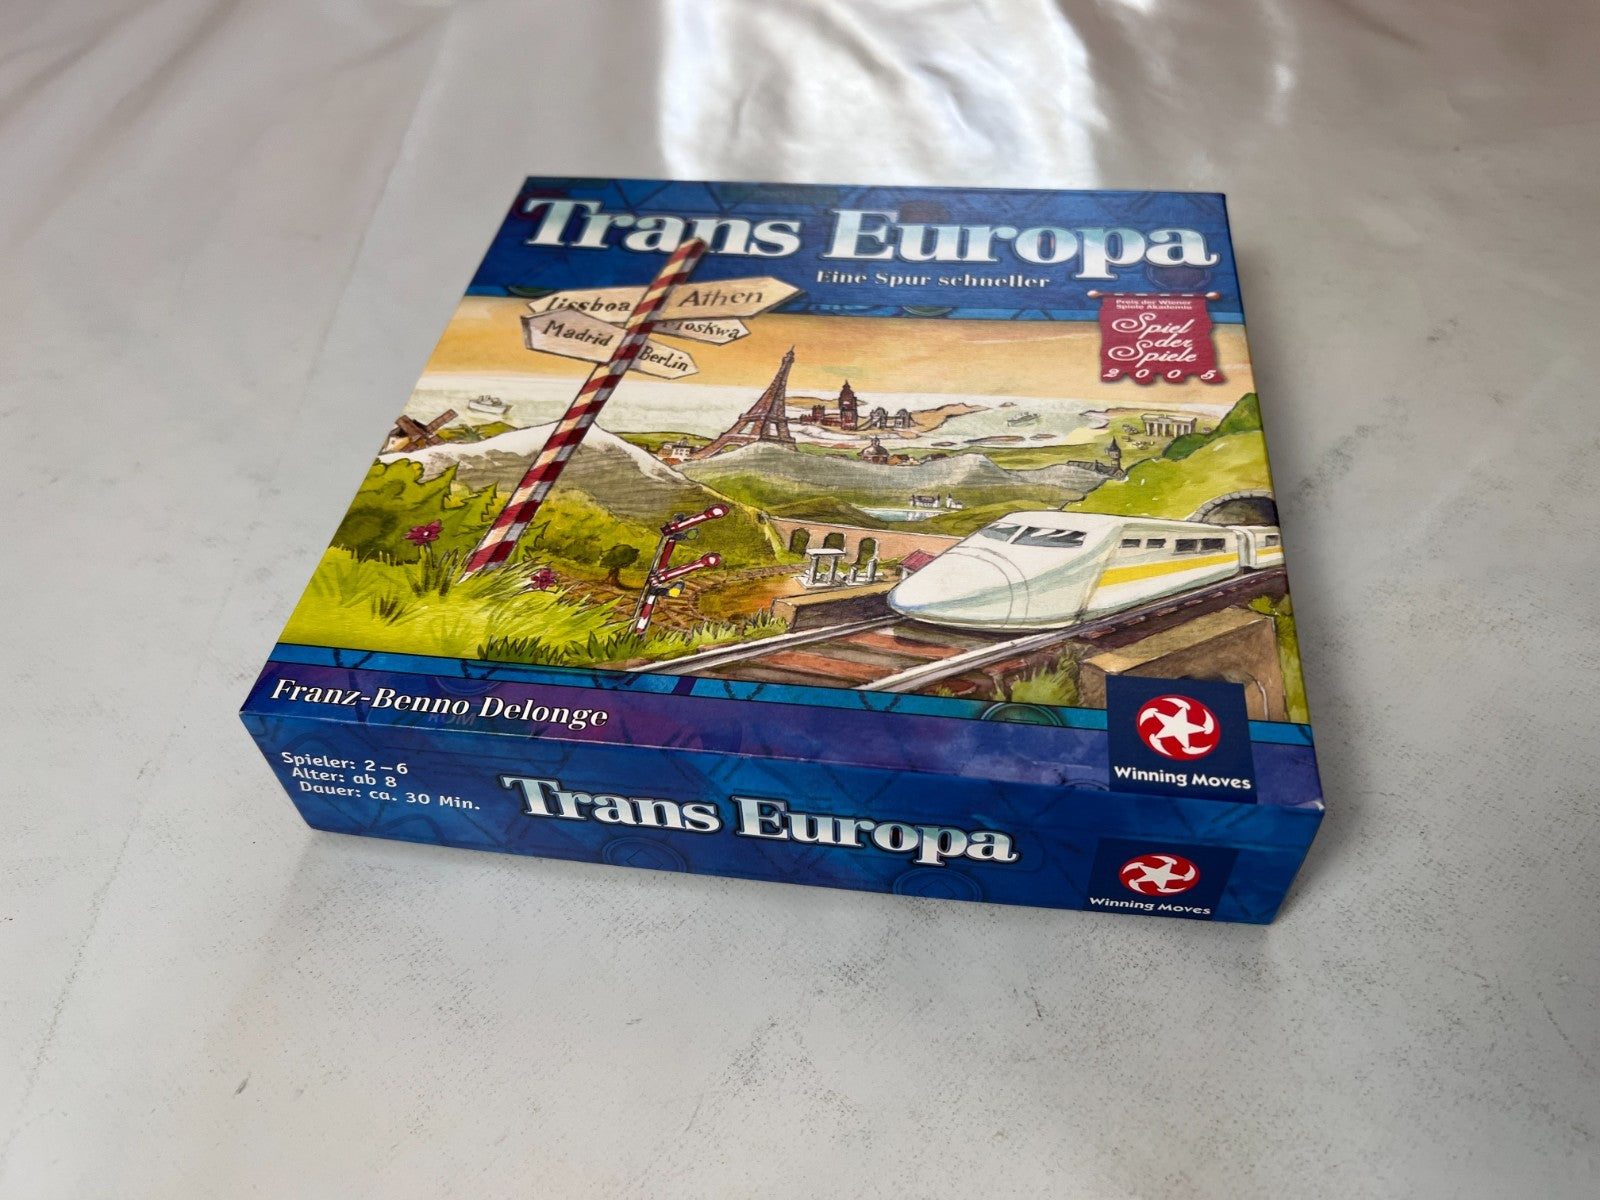 Trans Europa
Eine Spur schneller
Lissboa
Athen
Madrid
Moskwa
BerLin
Preis der Wiener
Spiele Akademie
Spiel
der
Spiele
2005
Franz-Benno Delonge
ROM
Winning Moves
Spieler: 2–6
Alter: ab 8
Dauer: ca. 30 Min.
Trans Europa
Winning Moves